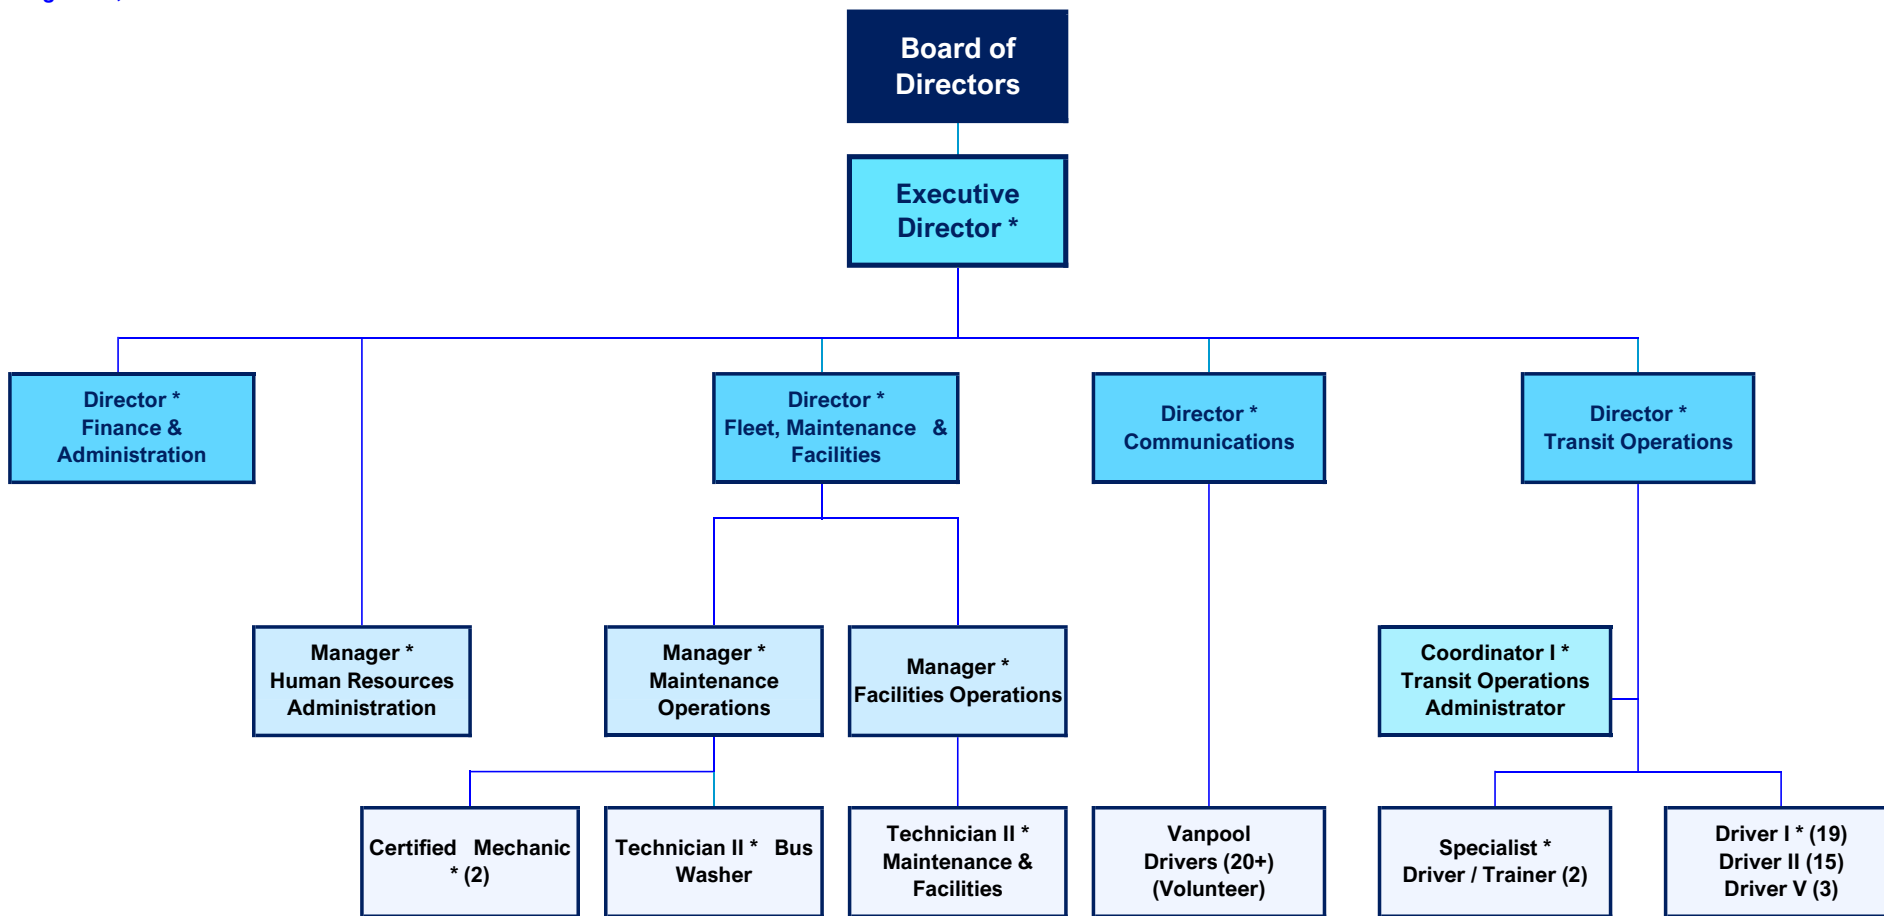 Board of
Directors
Executive
Director *
Director *
Finance &
Administration
Director *
Fleet, Maintenance &
Facilities
Director *
Communications
Director *
Transit Operations
Manager *
Human Resources
Administration
Manager *
Maintenance
Operations
Manager *
Facilities Operations
Coordinator I *
Transit Operations
Administrator
Certified Mechanic
* (2)
Technician II * Bus
Washer
Technician II *
Maintenance &
Facilities
Vanpool
Drivers (20+)
(Volunteer)
Specialist *
Driver / Trainer (2)
Driver I * (19)
Driver II (15)
Driver V (3)